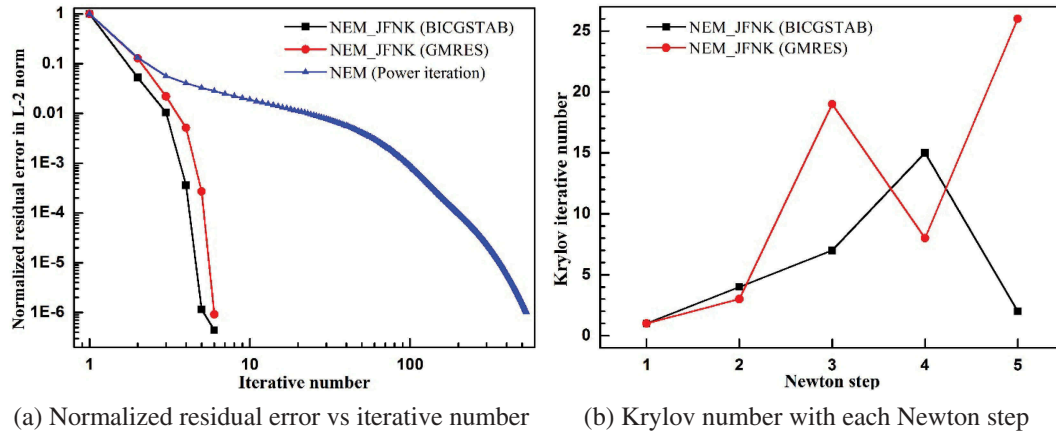 NEM_JFNK (BICGSTAB)
NEM_JFNK (GMRES)
NEM (Power iteration)
Normalized residual error in L-2 norm
1
0.1
0.01
1E-3
1E-4
1E-5
1E-6
1 10 100
Iterative number
(a) Normalized residual error vs iterative number
NEM_JFNK (BICGSTAB)
NEM_JFNK (GMRES)
Krylov iterative number
25
20
15
10
5
0
1 2 3 4 5
Newton step
(b) Krylov number with each Newton step